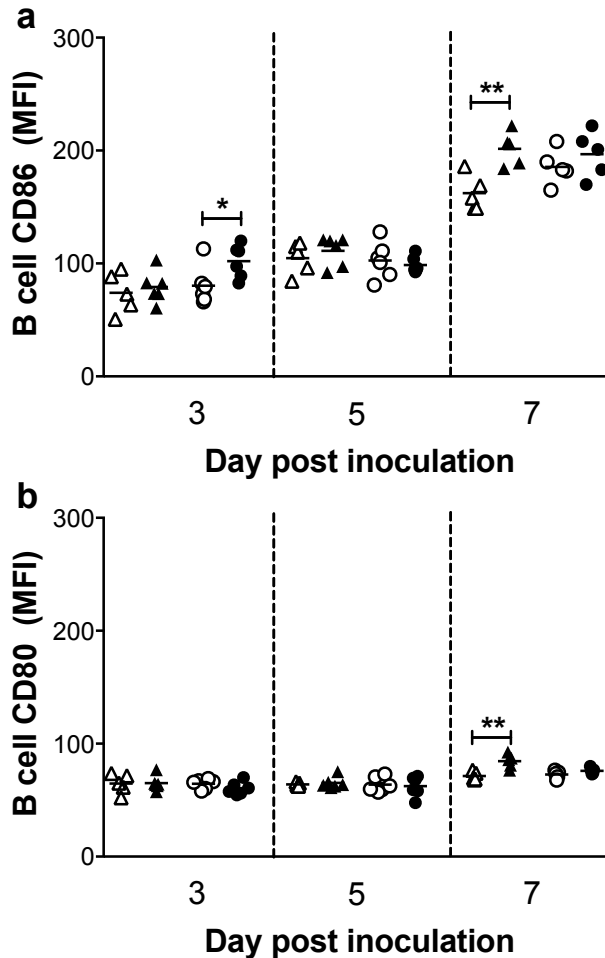 a
B cell CD86 (MFI)
300
200
100
0
*
**
3 5 7
Day post inoculation
b
B cell CD80 (MFI)
300
200
100
0
**
3 5 7
Day post inoculation